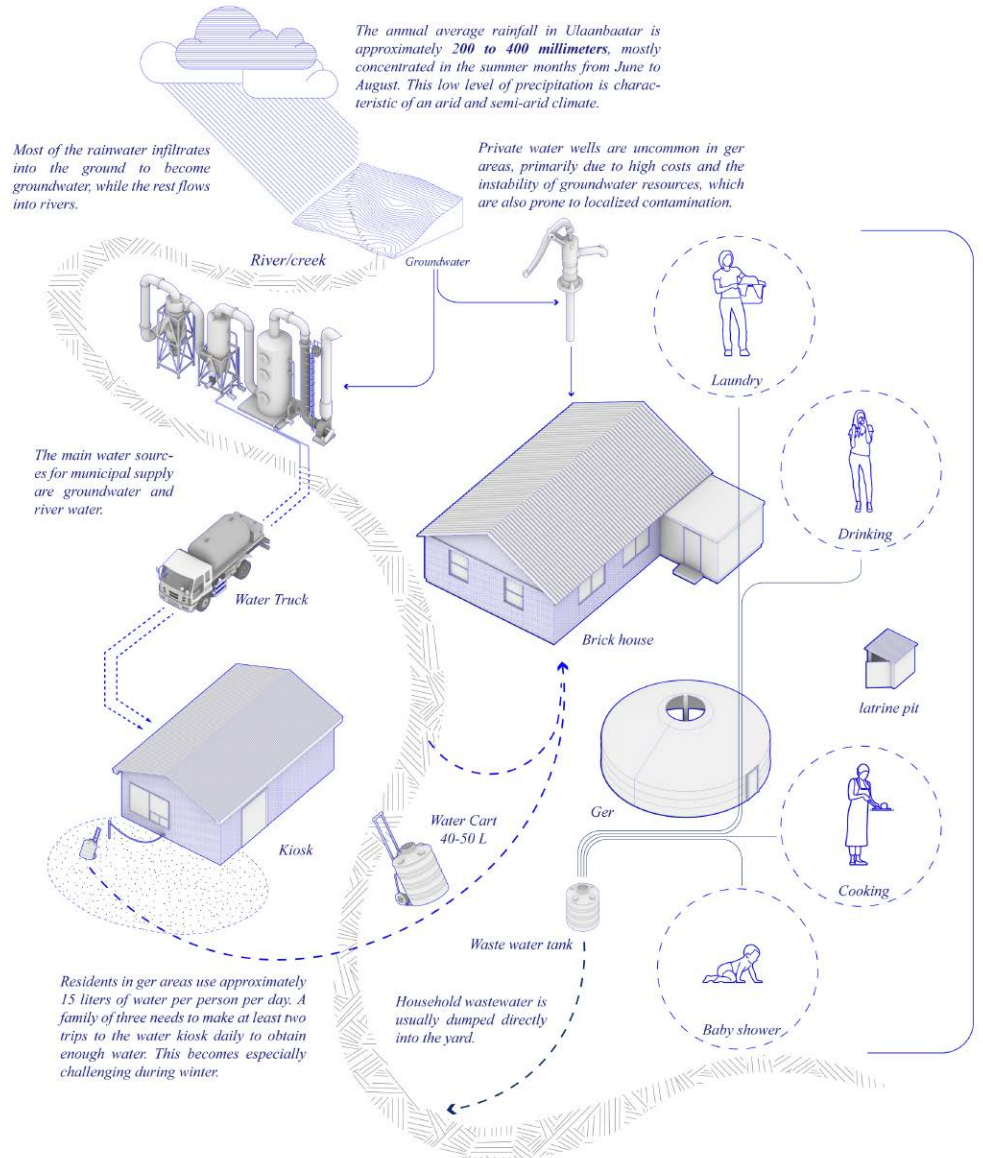 The annual average rainfall in Ulaanbaatar is
approximately 200 to 400 millimeters, mostly
concentrated in the summer months from June to
August. This low level of precipitation is charac-
teristic of an arid and semi-arid climate.
Most of the rainwater infiltrates
into the ground to become
groundwater, while the rest flows
into rivers.
Private water wells are uncommon in ger
areas, primarily due to high costs and the
instability of groundwater resources, which
are also prone to localized contamination.
River/creek
Groundwater
Laundry
The main water sourc-
es for municipal supply
are groundwater and
river water.
Drinking
Water Truck
Brick house
latrine pit
Ger
Water Cart
40-50 L
Kiosk
Cooking
Waste water tank
Residents in ger areas use approximately
15 liters of water per person per day. A
family of three needs to make at least two
trips to the water kiosk daily to obtain
enough water. This becomes especially
challenging during winter.
Household wastewater is
usually dumped directly
into the yard.
Baby shower